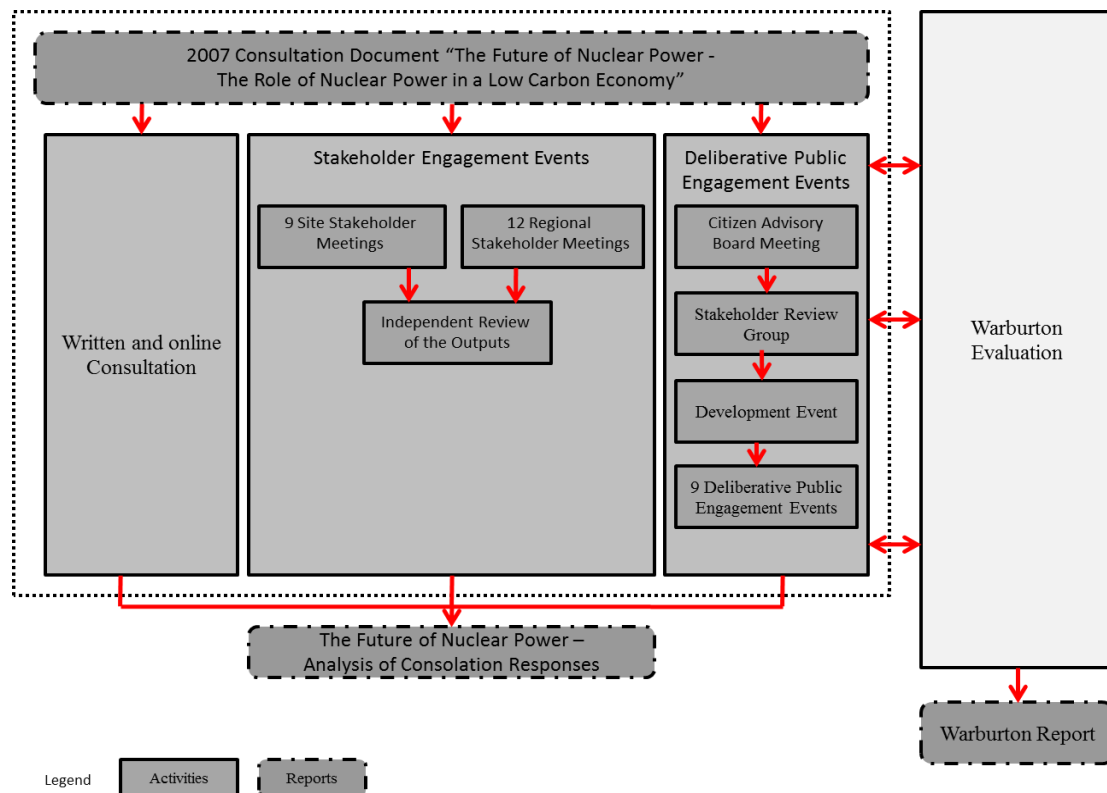 2007 Consultation Document “The Future of Nuclear Power -
The Role of Nuclear Power in a Low Carbon Economy”
Written and online
Consultation
Stakeholder Engagement Events
9 Site Stakeholder
Meetings
12 Regional
Stakeholder Meetings
Independent Review
of the Outputs
Deliberative Public
Engagement Events
Citizen Advisory
Board Meeting
Stakeholder Review
Group
Development Event
9 Deliberative Public
Engagement Events
Warburton
Evaluation
The Future of Nuclear Power –
Analysis of Consolation Responses
Warburton Report
Legend
Activities
Reports